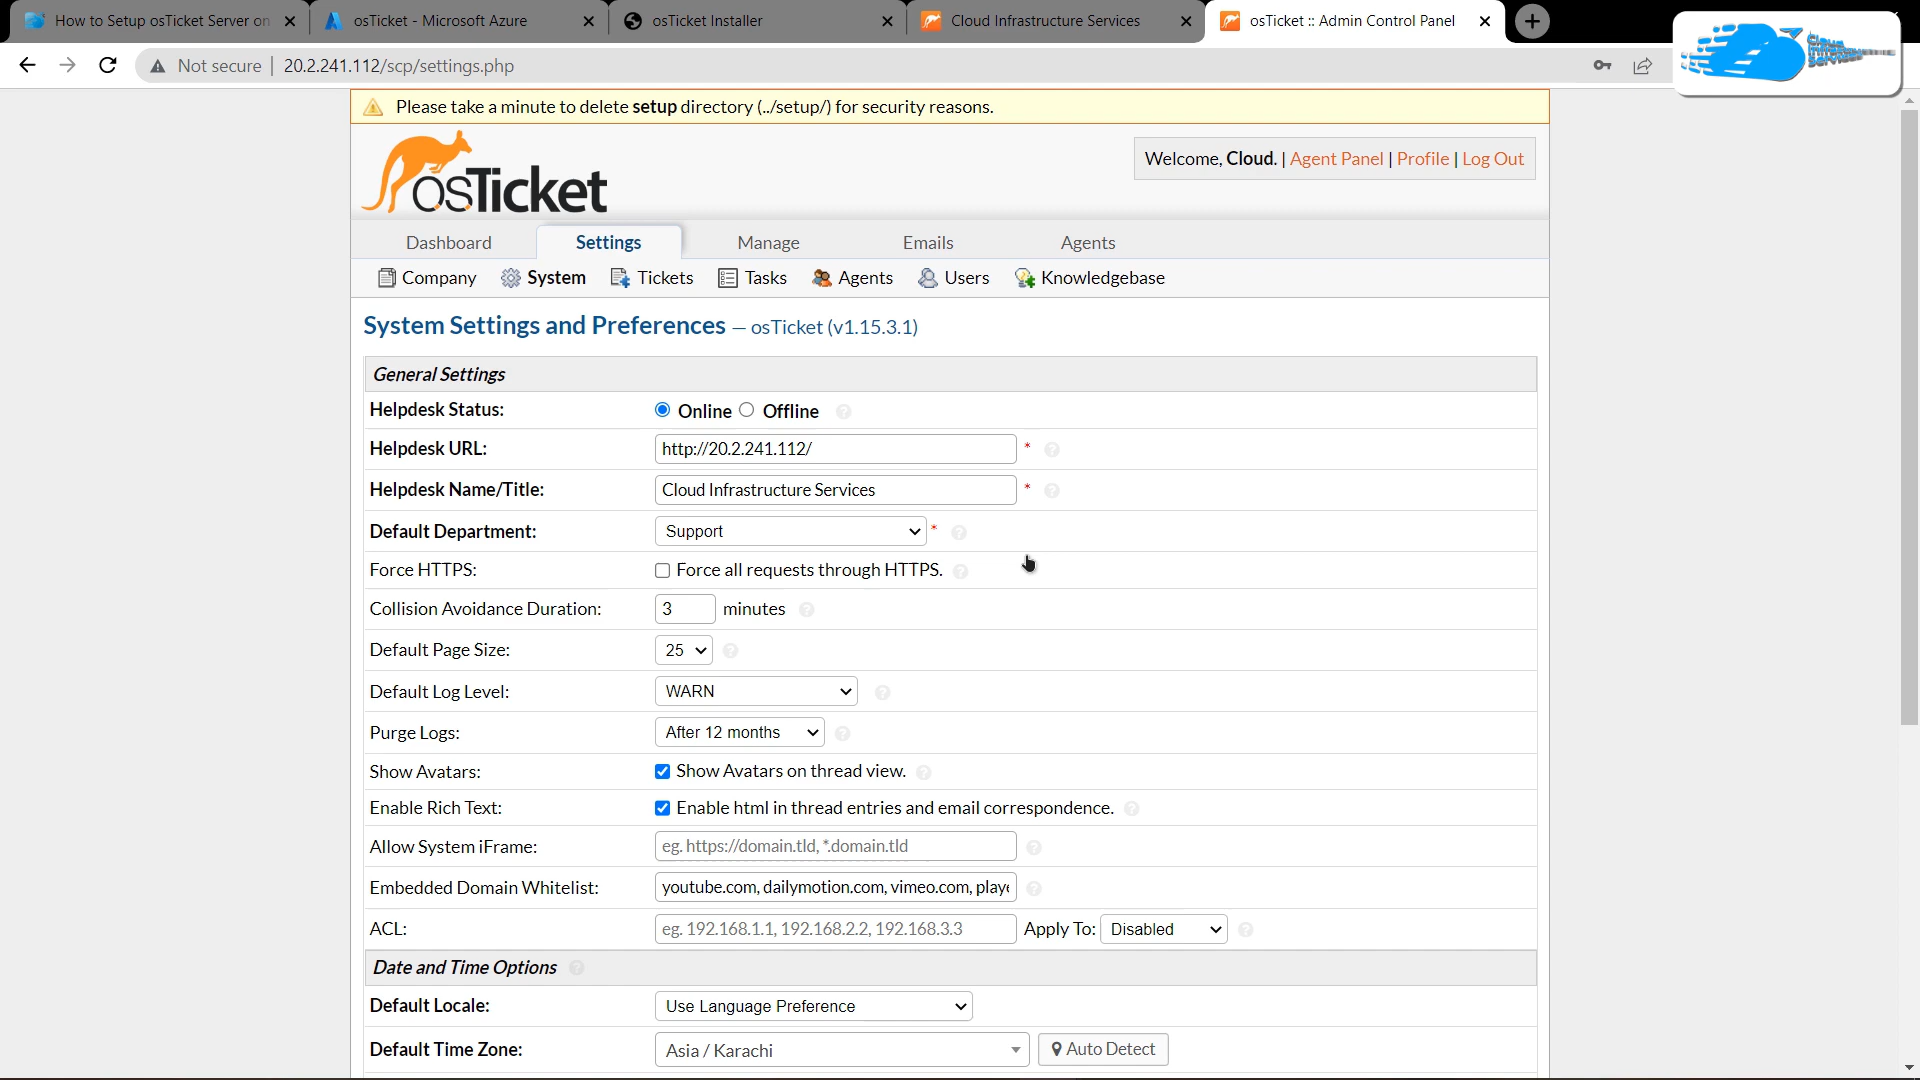 How to Setup osTicket Server on
osTicket - Microsoft Azure
osTicket Installer
Cloud Infrastructure Services
osTicket :: Admin Control Panel
Not secure | 20.2.241.112/scp/settings.php
Please take a minute to delete setup directory (../setup/) for security reasons.
osTicket
Welcome, Cloud. | Agent Panel | Profile | Log Out
Dashboard Settings Manage Emails Agents
Company System Tickets Tasks Agents Users Knowledgebase
System Settings and Preferences — osTicket (v1.15.3.1)
General Settings
Helpdesk Status: Online Offline
Helpdesk URL: http://20.2.241.112/ *
Helpdesk Name/Title: Cloud Infrastructure Services *
Default Department: Support *
Force HTTPS: Force all requests through HTTPS.
Collision Avoidance Duration: 3 minutes
Default Page Size: 25
Default Log Level: WARN
Purge Logs: After 12 months
Show Avatars: Show Avatars on thread view.
Enable Rich Text: Enable html in thread entries and email correspondence.
Allow System iFrame: eg. https://domain.tld, *.domain.tld
Embedded Domain Whitelist: youtube.com, dailymotion.com, vimeo.com, playe
ACL: eg. 192.168.1.1, 192.168.2.2, 192.168.3.3 Apply To: Disabled
Date and Time Options
Default Locale: Use Language Preference
Default Time Zone: Asia / Karachi Auto Detect